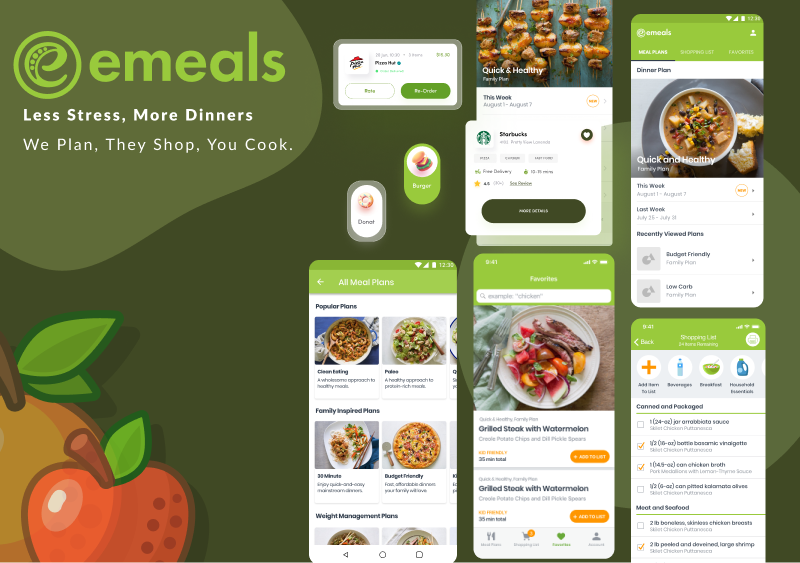 emeals
Less Stress, More Dinners
We Plan, They Shop, You Cook.
$15.30
Pizza Hut
Rate
Re-Order
Burger
Donat
Quick & Healthy
Family Plan
This Week
August 1 - August 7
NEW
Starbucks
PIZZA
FAST FOOD
Free Delivery
10-15 mins
4.5
See Review
MORE DETAILS
12:30
emeals
MEAL PLANS
SHOPPING LIST
FAVORITES
Dinner Plan
Quick and Healthy
Family Plan
This Week
August 1 - August 7
NEW
Last Week
July 25 - July 31
Recently Viewed Plans
Budget Friendly
Family Plan
Low Carb
Family Plan
12:30
All Meal Plans
Popular Plans
Clean Eating
A wholesome approach to
healthy meals.
Paleo
A healthy approach to
protein-rich meals.
Family Inspired Plans
30 Minute
Enjoy quick-and-easy
mainstream dinners.
Budget Friendly
Fast, affordable dinners
your family will love.
Weight Management Plans
9:41
Favorites
example: "chicken"
Quick & Healthy Family Plan
Grilled Steak with Watermelon
Creole Potato Chips and Dill Pickle Spears
KID FRIENDLY
35 min total
+ ADD TO LIST
Quick & Healthy Family Plan
Grilled Steak with Watermelon
Creole Potato Chips and Dill Pickle Spears
KID FRIENDLY
35 min total
+ ADD TO LIST
Meal Plans
Shopping List
Favorites
Account
9:41
Back
Shopping List
Add Item
to List
Beverages
Breakfast
Household
Essentials
Canned and Packaged
1 (24-oz) jar arrabbiata sauce
Skillet Chicken Puttanesca
1/2 (16-oz) bottle basamic vinaigette
Skillet Chicken Puttanesca
1 (14.5-oz) can chicken broth
Pork Medallions with Lemon-Thyme Sauce
1/2 (6-oz) can pitted kalamata olives
Skillet Chicken Puttanesca
Meat and Seafood
2 lb boneless, skinless chicken breasts
Skillet Chicken Puttanesca
2 lb peeled and deveined, large shrimp
Skillet Chicken Puttanesca